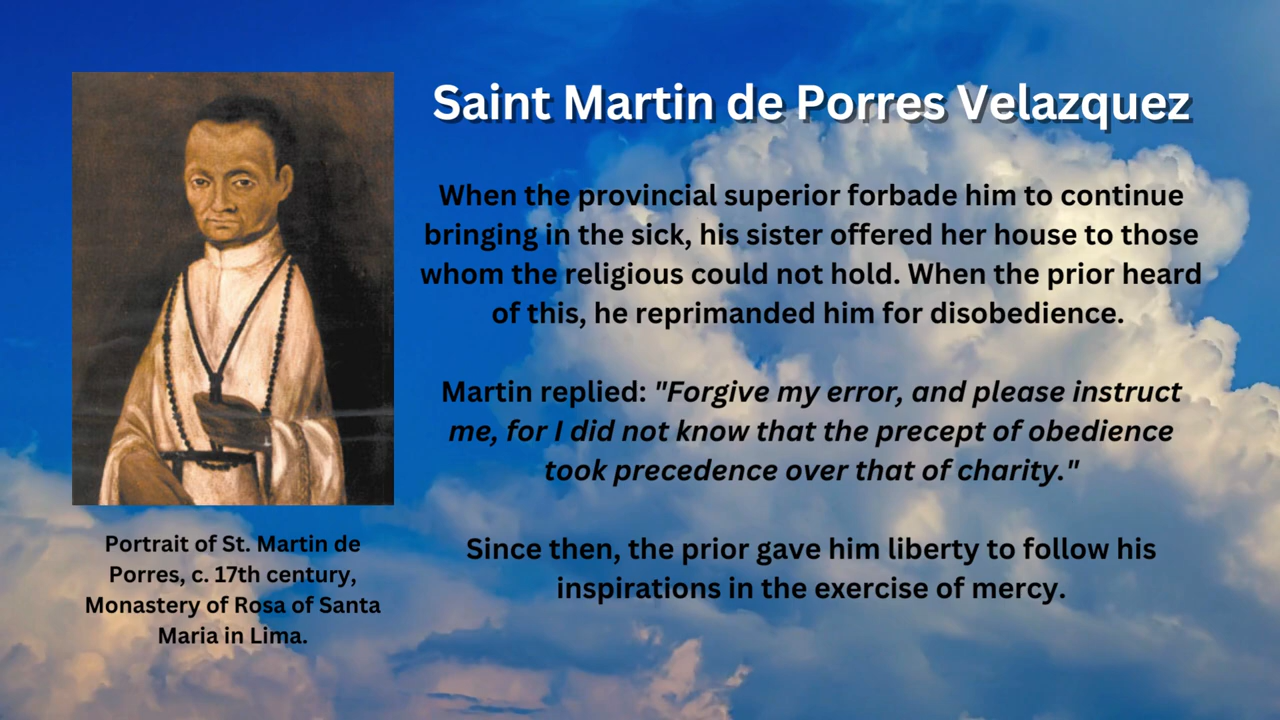 Saint Martin de Porres Velazquez
When the provincial superior forbade him to continue
bringing in the sick, his sister offered her house to those
whom the religious could not hold. When the prior heard
of this, he reprimanded him for disobedience.
Martin replied: "Forgive my error, and please instruct
me, for I did not know that the precept of obedience
took precedence over that of charity."
Since then, the prior gave him liberty to follow his
inspirations in the exercise of mercy.
Portrait of St. Martin de
Porres, c. 17th century,
Monastery of Rosa of Santa
Maria in Lima.